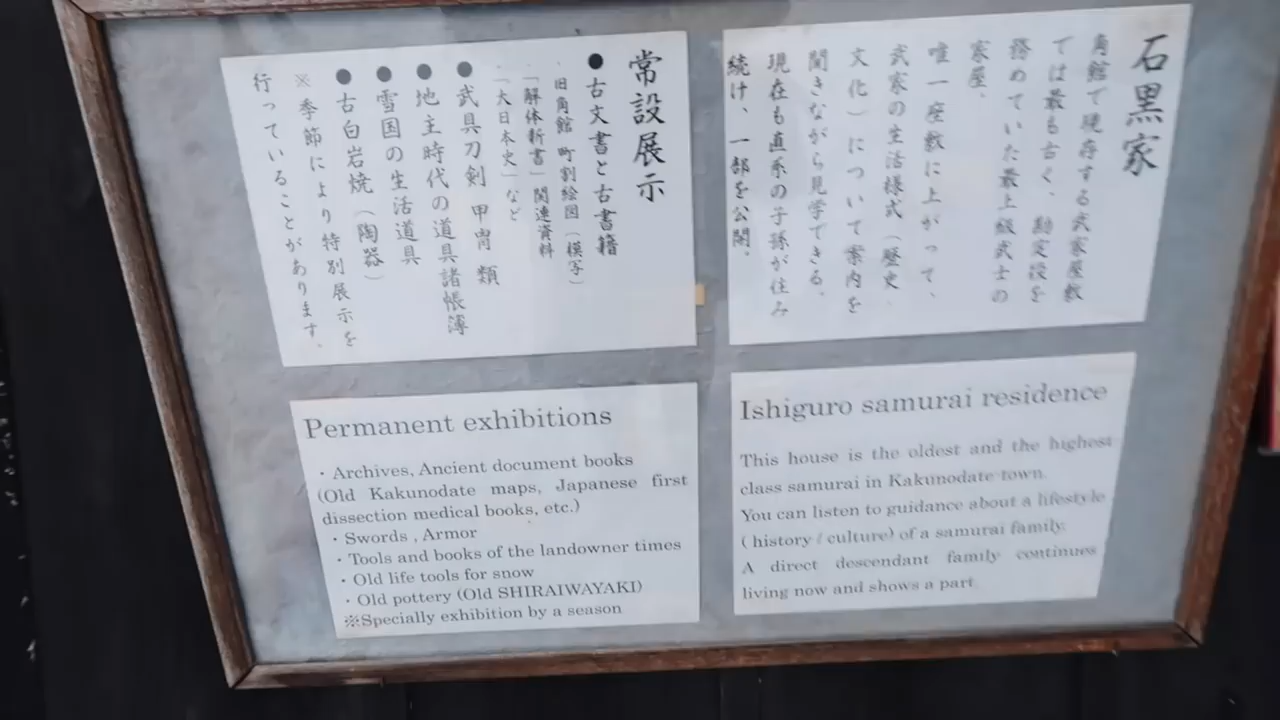 石黒家
角館で現存する武家屋敷
では最も古く、勘定役を
務めていた最上級武士の
家屋。
唯一座敷に上がって、
武家の生活様式（歴史、
文化）について案内を
聞きながら見学できる。
現在も直系の子孫が住み
続け、一部を公開。
常設展示
●古文書と古書籍
・旧角館 町割絵図（模写）
「解体新書」関連資料
・「大日本史」など
●武具刀剣 甲冑 類
●地主時代の道具諸帳簿
●雪国の生活道具
●古白岩焼（陶器）
※季節により特別展示を
行っていることがあります。
Permanent exhibitions
・Archives, Ancient document books
(Old Kakunodate maps, Japanese first
dissection medical books, etc.)
・Swords , Armor
・Tools and books of the landowner times
・Old life tools for snow
・Old pottery (Old SHIRAIWAYAKI)
※Specially exhibition by a season
Ishiguro samurai residence
This house is the oldest and the highest
class samurai in Kakunodate town.
You can listen to guidance about a lifestyle
( history / culture) of a samurai family.
A direct descendant family continues
living now and shows a part.